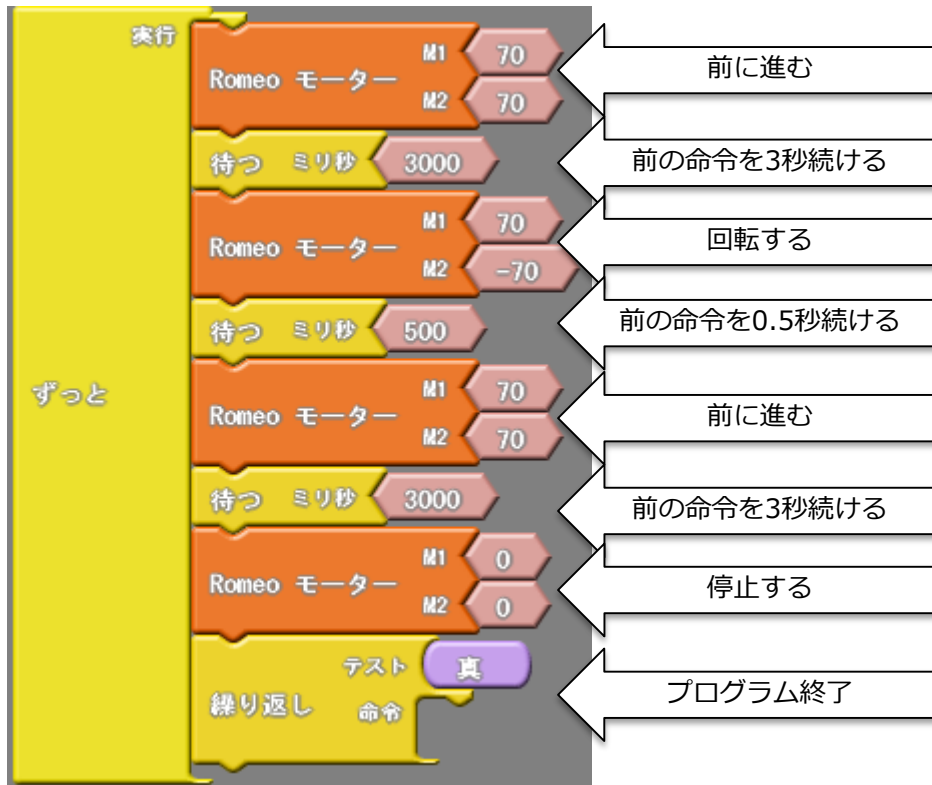 実行
Romeo モーター M1 70
M2 70
前に進む
待つ ミリ秒 3000
前の命令を3秒続ける
Romeo モーター M1 70
M2 -70
回転する
待つ ミリ秒 500
前の命令を0.5秒続ける
ずっと
Romeo モーター M1 70
M2 70
前に進む
待つ ミリ秒 3000
前の命令を3秒続ける
Romeo モーター M1 0
M2 0
停止する
テスト 真
繰り返し 命令
プログラム終了